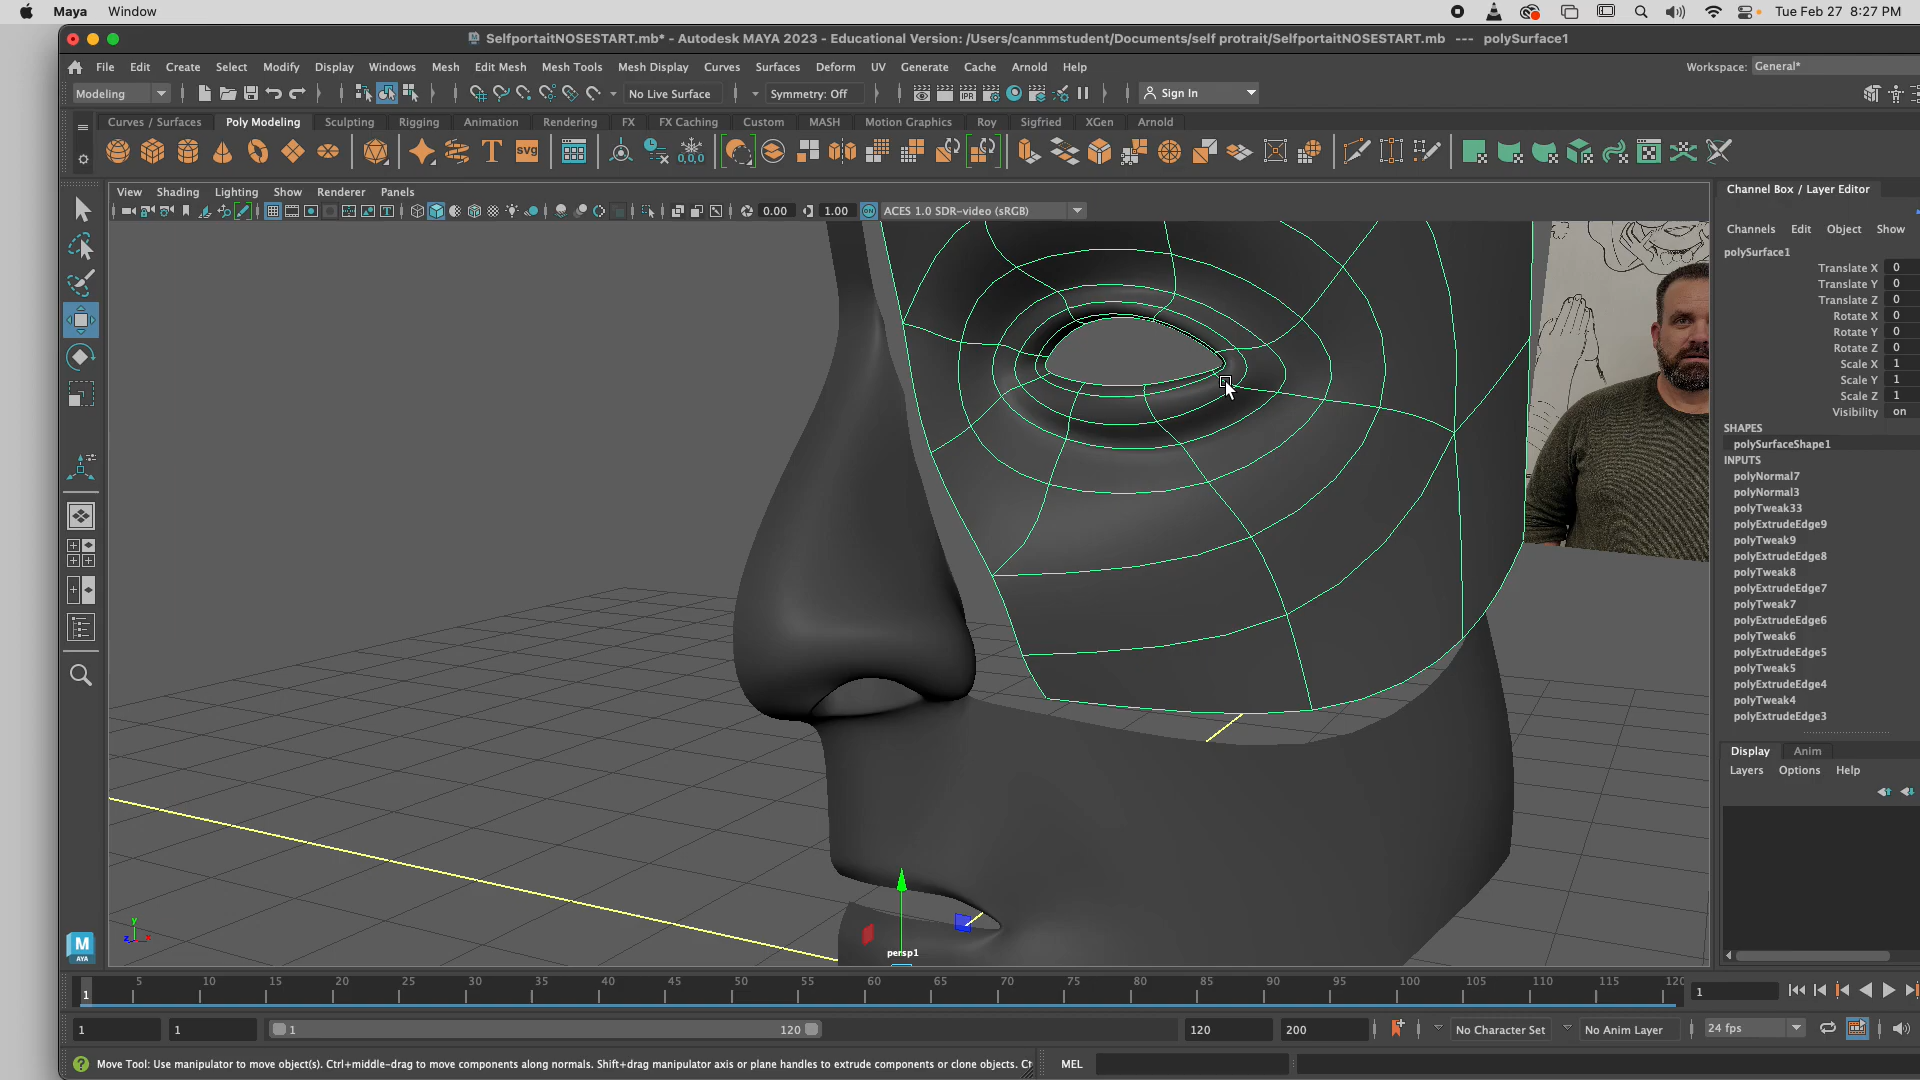 Maya Window Tue Feb 27 8:27 PM
SelfportaitNOSESTART.mb* - Autodesk MAYA 2023 - Educational Version: /Users/canmmstudent/Documents/self protrait/SelfportaitNOSESTART.mb --- polySurface1
File Edit Create Select Modify Display Windows Mesh Edit Mesh Mesh Tools Mesh Display Curves Surfaces Deform UV Generate Cache Arnold Help Workspace: General*
Modeling No Live Surface Symmetry: Off Sign In
Curves / Surfaces Poly Modeling Sculpting Rigging Animation Rendering FX FX Caching Custom MASH Motion Graphics Roy Sigfried XGen Arnold
View Shading Lighting Show Renderer Panels
0.00 1.00 ACES 1.0 SDR-video (sRGB)
Channel Box / Layer Editor
Channels Edit Object Show
polySurface1
Translate X 0
Translate Y 0
Translate Z 0
Rotate X 0
Rotate Y 0
Rotate Z 0
Scale X 1
Scale Y 1
Scale Z 1
Visibility on
SHAPES
polySurfaceShape1
INPUTS
polyNormal7
polyNormal3
polyTweak33
polyExtrudeEdge9
polyTweak9
polyExtrudeEdge8
polyTweak8
polyExtrudeEdge7
polyTweak7
polyExtrudeEdge6
polyTweak6
polyExtrudeEdge5
polyTweak5
polyExtrudeEdge4
polyTweak4
polyExtrudeEdge3
Display Anim
Layers Options Help
y
z x
persp1
M
AYA
1 5 10 15 20 25 30 35 40 45 50 55 60 65 70 75 80 85 90 95 100 105 110 115 120 1
1 1 1 120 120 200 No Character Set No Anim Layer 24 fps
Move Tool: Use manipulator to move object(s). Ctrl+middle-drag to move components along normals. Shift+drag manipulator axis or plane handles to extrude components or clone objects. Ct MEL